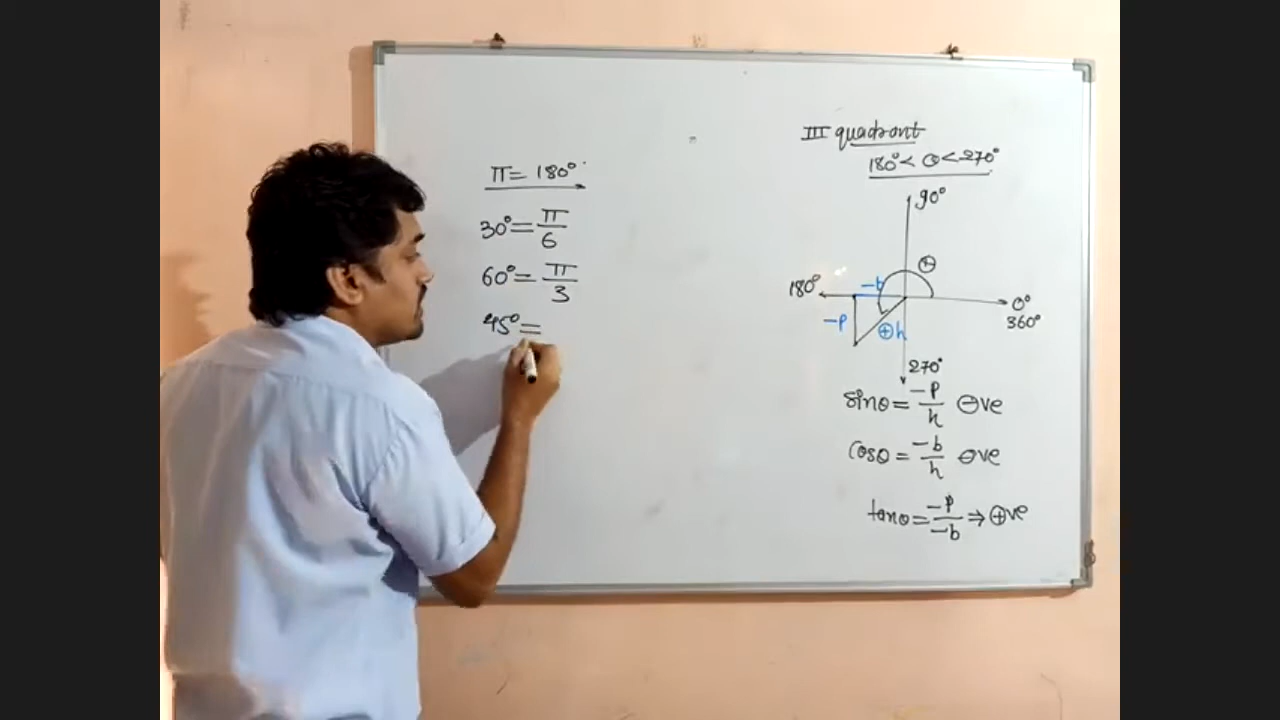 π = 180°
30° = π/6
60° = π/3
45° =
III quadrant
180° < θ < 270°
90°
θ
180°
-b
0°
360°
-p
⊕h
270°
sinθ = -p/h ⊖ve
cosθ = -b/h ⊖ve
tanθ = -p/-b ⇒ ⊕ve